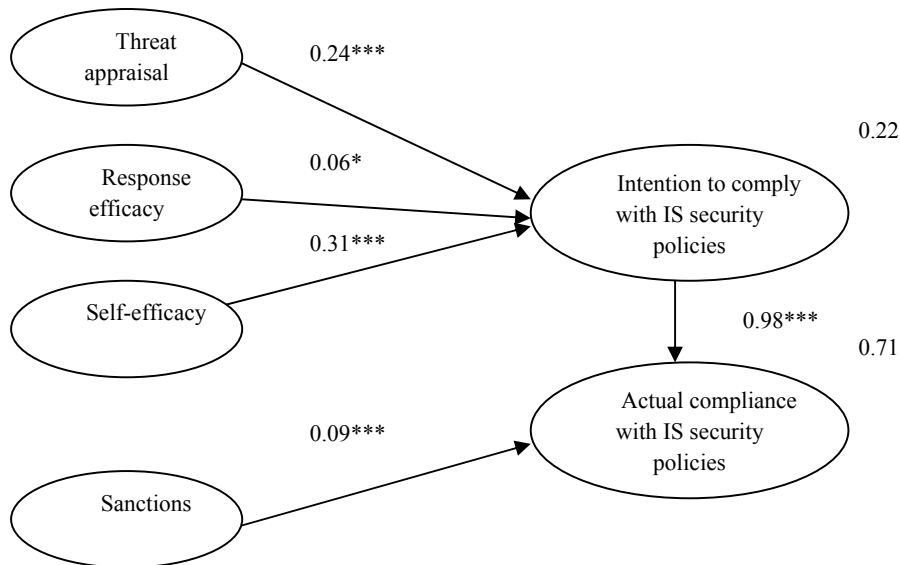 Threat
appraisal
0.24***
Response
efficacy
0.06*
Self-efficacy
0.31***
Sanctions
0.09***
Intention to comply
with IS security
policies
0.22
0.98***
Actual compliance
with IS security
policies
0.71